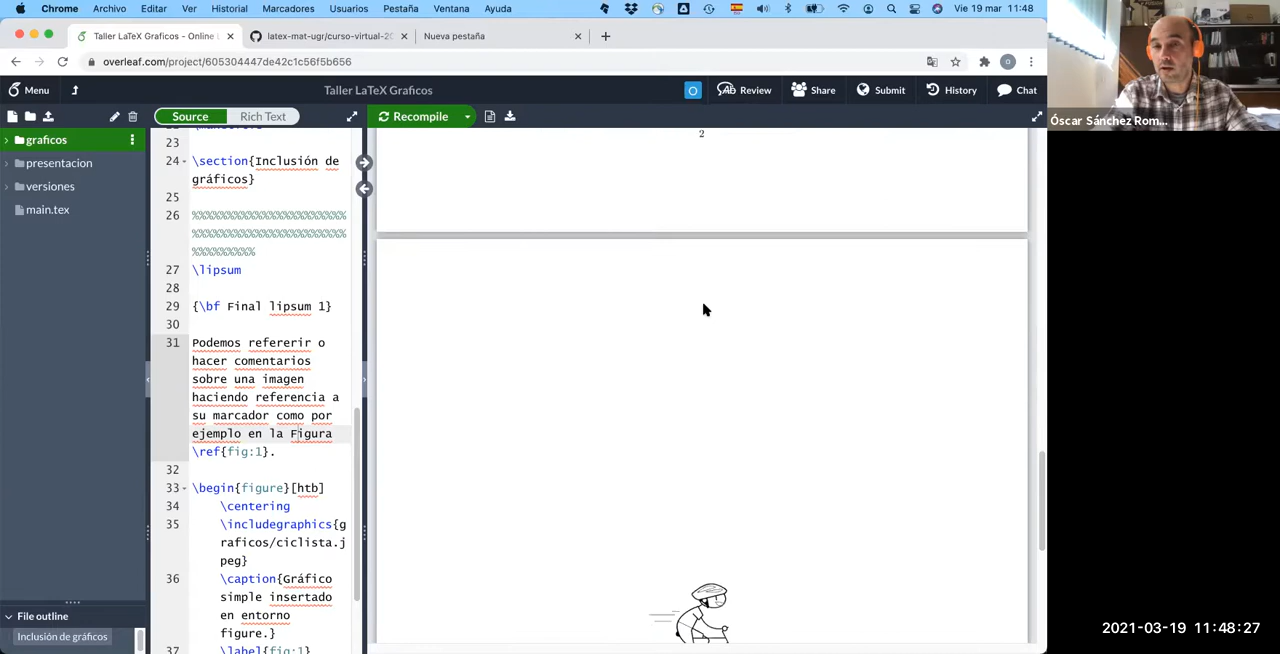 Chrome Archivo Editar Ver Historial Marcadores Usuarios Pestaña Ventana Ayuda Vie 19 mar 11:48
Taller LaTeX Graficos - Online latex-mat-ugr/curso-virtual-20 Nueva pestaña
overleaf.com/project/605304447de42c1c56f5b656
Menu Taller LaTeX Graficos O Review Share Submit History Chat
Source Rich Text Recompile
graficos
presentacion
versiones
main.tex
23
24 \section{Inclusión de
gráficos}
25
26 %%%%%%%%%%%%%%%%%%%%%%
%%%%%%%%%%%%%%%%%%%%%%
%%%%%%%%%
27 \lipsum
28
29 {\bf Final lipsum 1}
30
31 Podemos refererir o
hacer comentarios
sobre una imagen
haciendo referencia a
su marcador como por
ejemplo en la Figura
\ref{fig:1}.
32
33 \begin{figure}[htb]
34 \centering
35 \includegraphics{g
raficos/ciclista.j
peg}
36 \caption{Gráfico
simple insertado
en entorno
figure.}
37 \label{fig:1}
File outline
Inclusión de gráficos
2
Óscar Sánchez Rom...
2021-03-19 11:48:27